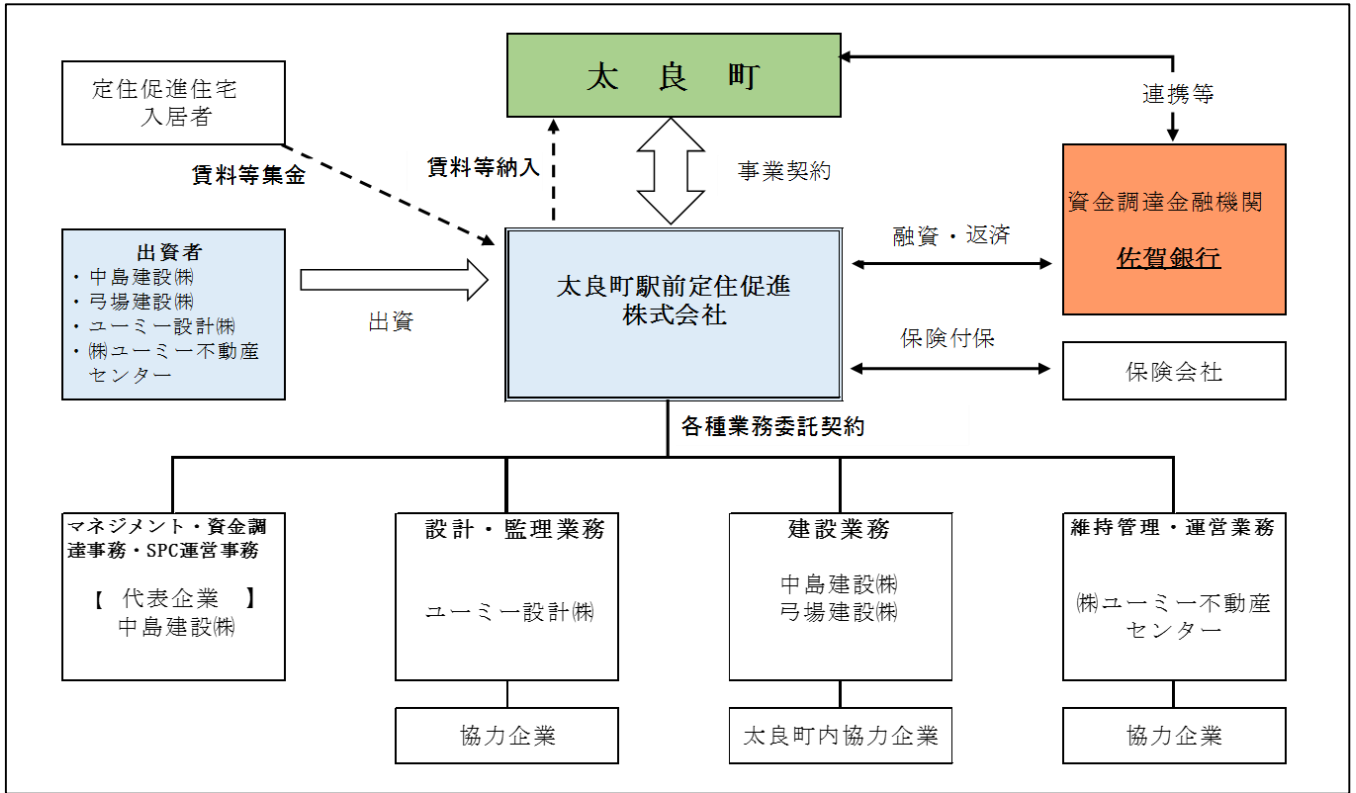 太 良 町
定住促進住宅
入居者
連携等
賃料等集金
賃料等納入
事業契約
資金調達金融機関
佐賀銀行
出資者
・中島建設㈱
・弓場建設㈱
・ユーミー設計㈱
・㈱ユーミー不動産
センター
出資
太良町駅前定住促進
株式会社
融資・返済
保険付保
保険会社
各種業務委託契約
マネジメント・資金調
達事務・SPC運営事務
【 代表企業 】
中島建設㈱
設計・監理業務
ユーミー設計㈱
建設業務
中島建設㈱
弓場建設㈱
維持管理・運営業務
㈱ユーミー不動産
センター
協力企業
太良町内協力企業
協力企業